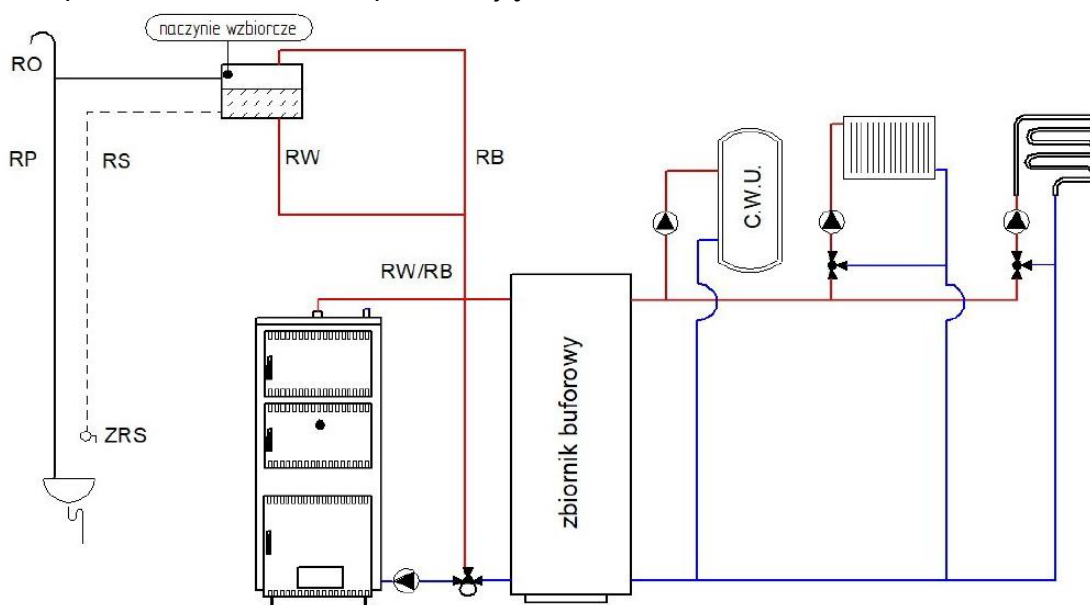 naczynie wzbiorcze
RO
RP
RS
RW
RB
C.W.U.
RW/RB
ZRS
zbiornik buforowy